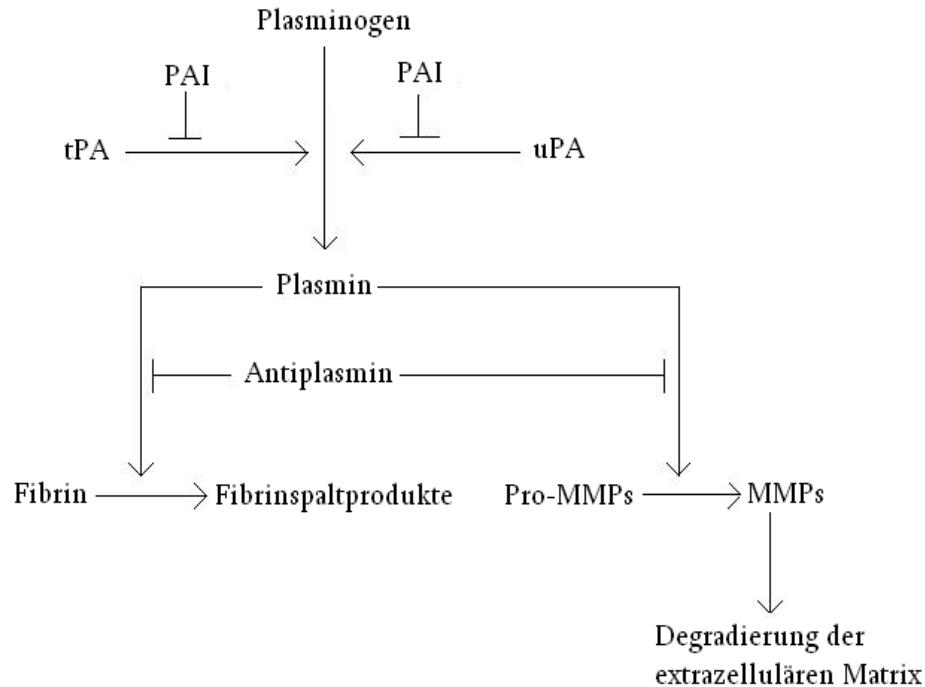 Plasminogen
PAI
PAI
tPA
uPA
Plasmin
Antiplasmin
Fibrin
Fibrinspaltprodukte
Pro-MMPs
MMPs
Degradierung der
extrazellulären Matrix